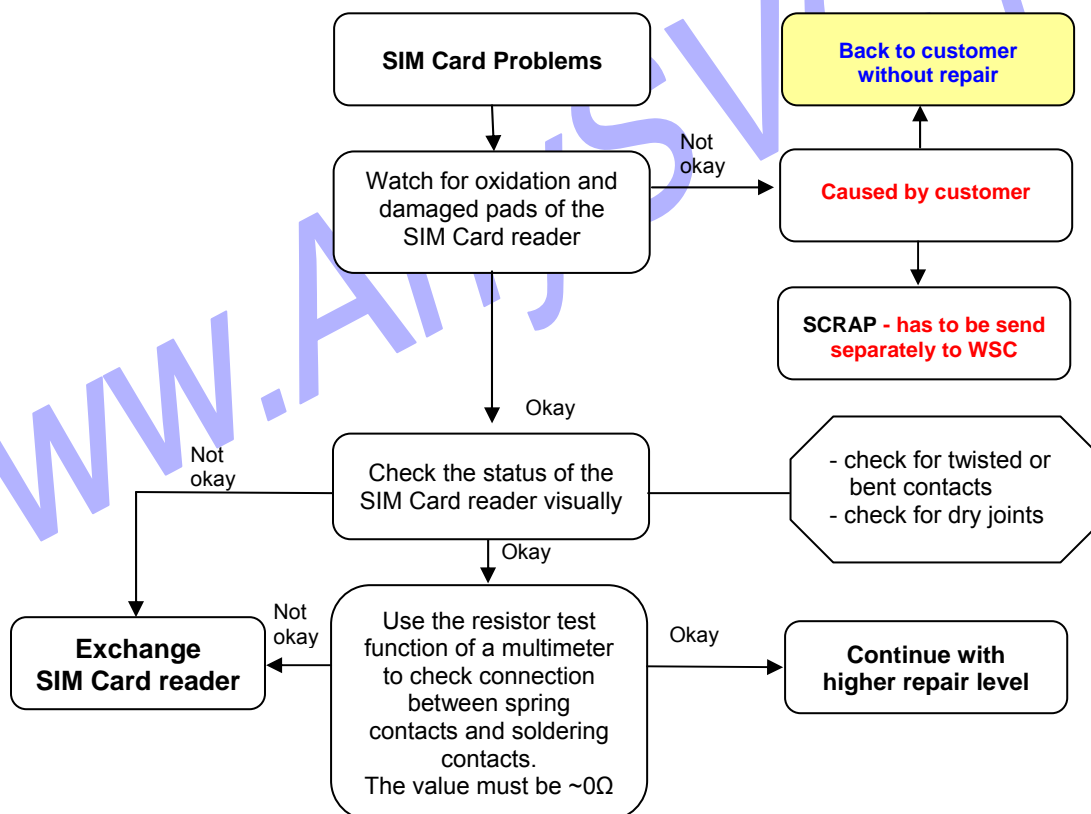 SIM Card Problems
Back to customer
without repair
Not
okay
Watch for oxidation and
damaged pads of the
SIM Card reader
Caused by customer
SCRAP - has to be send
separately to WSC
Okay
Not
okay
Check the status of the
SIM Card reader visually
- check for twisted or
bent contacts
- check for dry joints
Okay
Exchange
SIM Card reader
Not
okay
Use the resistor test
function of a multimeter
to check connection
between spring
contacts and soldering
contacts.
The value must be ~0Ω
Okay
Continue with
higher repair level